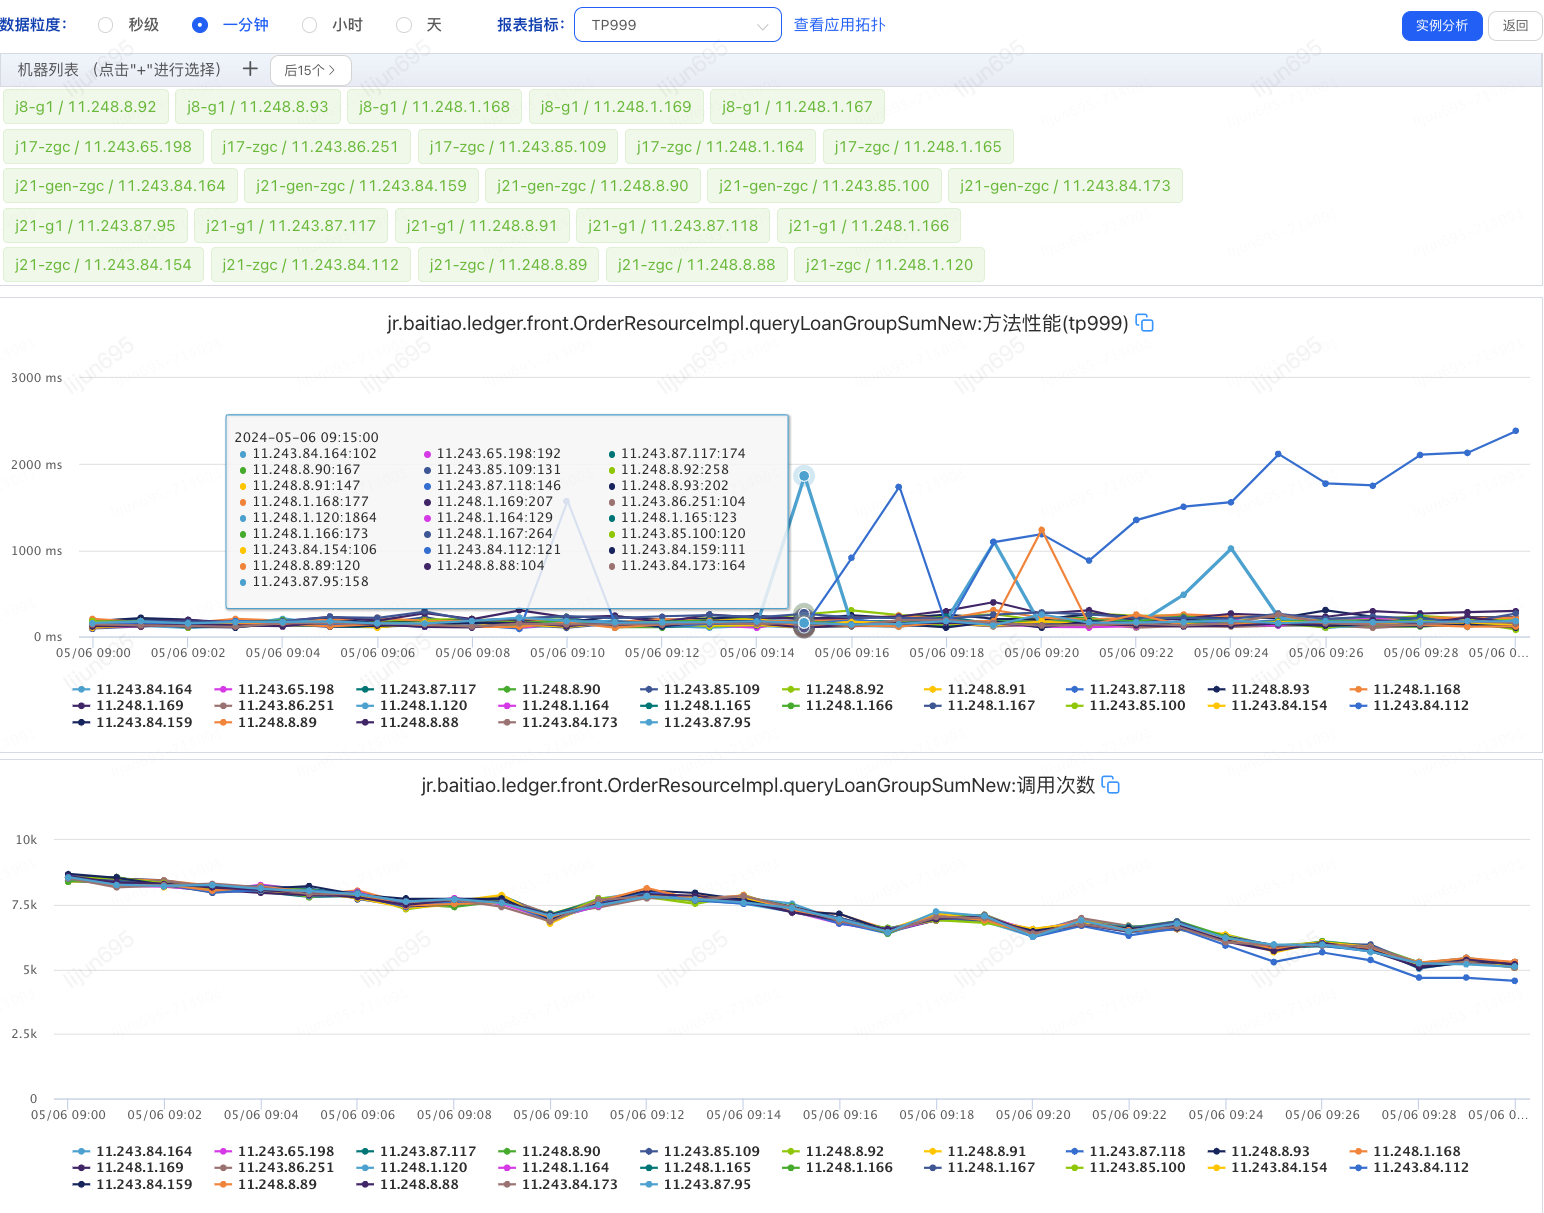 数据粒度： 秒级 一分钟 小时 天 报表指标： TP999 查看应用拓扑 实例分析 返回
机器列表 （点击"+"进行选择） + 后15个 >
j8-g1 / 11.248.8.92 j8-g1 / 11.248.8.93 j8-g1 / 11.248.1.168 j8-g1 / 11.248.1.169 j8-g1 / 11.248.1.167
j17-zgc / 11.243.65.198 j17-zgc / 11.243.86.251 j17-zgc / 11.243.85.109 j17-zgc / 11.248.1.164 j17-zgc / 11.248.1.165
j21-gen-zgc / 11.243.84.164 j21-gen-zgc / 11.243.84.159 j21-gen-zgc / 11.248.8.90 j21-gen-zgc / 11.243.85.100 j21-gen-zgc / 11.243.84.173
j21-g1 / 11.243.87.95 j21-g1 / 11.243.87.117 j21-g1 / 11.248.8.91 j21-g1 / 11.243.87.118 j21-g1 / 11.248.1.166
j21-zgc / 11.243.84.154 j21-zgc / 11.243.84.112 j21-zgc / 11.248.8.89 j21-zgc / 11.248.8.88 j21-zgc / 11.248.1.120
jr.baitiao.ledger.front.OrderResourceImpl.queryLoanGroupSumNew:方法性能(tp999)
3000 ms
2000 ms
1000 ms
0 ms
2024-05-06 09:15:00
11.243.84.164:102 11.243.65.198:192 11.243.87.117:174
11.248.8.90:167 11.243.85.109:131 11.248.8.92:258
11.248.8.91:147 11.243.87.118:146 11.248.8.93:202
11.248.1.168:177 11.248.1.169:207 11.243.86.251:104
11.248.1.120:1864 11.248.1.164:129 11.248.1.165:123
11.248.1.166:173 11.248.1.167:264 11.243.85.100:120
11.243.84.154:106 11.243.84.112:121 11.243.84.159:111
11.248.8.89:120 11.248.8.88:104 11.243.84.173:164
11.243.87.95:158
05/06 09:00 05/06 09:02 05/06 09:04 05/06 09:06 05/06 09:08 05/06 09:10 05/06 09:12 05/06 09:14 05/06 09:16 05/06 09:18 05/06 09:20 05/06 09:22 05/06 09:24 05/06 09:26 05/06 09:28 05/06 0...
11.243.84.164 11.243.65.198 11.243.87.117 11.248.8.90 11.243.85.109 11.248.8.92 11.248.8.91 11.243.87.118 11.248.8.93 11.248.1.168
11.248.1.169 11.243.86.251 11.248.1.120 11.248.1.164 11.248.1.165 11.248.1.166 11.248.1.167 11.243.85.100 11.243.84.154 11.243.84.112
11.243.84.159 11.248.8.89 11.248.8.88 11.243.84.173 11.243.87.95
jr.baitiao.ledger.front.OrderResourceImpl.queryLoanGroupSumNew:调用次数
10k
7.5k
5k
2.5k
0
05/06 09:00 05/06 09:02 05/06 09:04 05/06 09:06 05/06 09:08 05/06 09:10 05/06 09:12 05/06 09:14 05/06 09:16 05/06 09:18 05/06 09:20 05/06 09:22 05/06 09:24 05/06 09:26 05/06 09:28 05/06 0...
11.243.84.164 11.243.65.198 11.243.87.117 11.248.8.90 11.243.85.109 11.248.8.92 11.248.8.91 11.243.87.118 11.248.8.93 11.248.1.168
11.248.1.169 11.243.86.251 11.248.1.120 11.248.1.164 11.248.1.165 11.248.1.166 11.248.1.167 11.243.85.100 11.243.84.154 11.243.84.112
11.243.84.159 11.248.8.89 11.248.8.88 11.243.84.173 11.243.87.95
lijun695